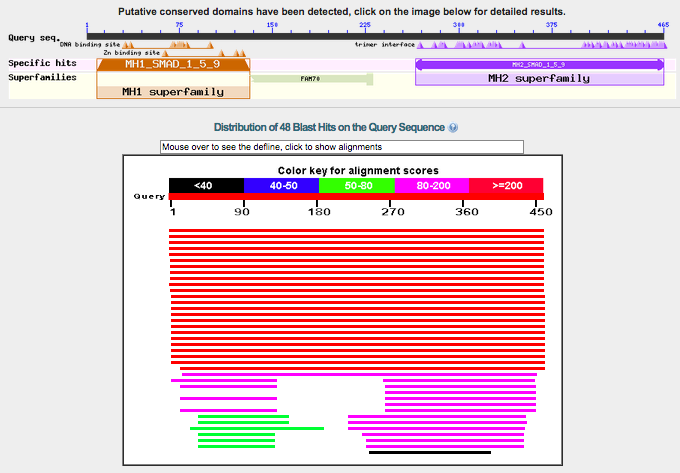 Putative conserved domains have been detected, click on the image below for detailed results.
1 75 150 225 300 375 465
Query seq.
DNA binding site trimer interface
Zn binding site
Specific hits MH1_SMAD_1_5_9 MH2_SMAD_1_5_9
Superfamilies FAM70 MH2 superfamily
MH1 superfamily
Distribution of 48 Blast Hits on the Query Sequence ?
Mouse over to see the defline, click to show alignments
Color key for alignment scores
<40 40-50 50-80 80-200 >=200
Query
1 90 180 270 360 450